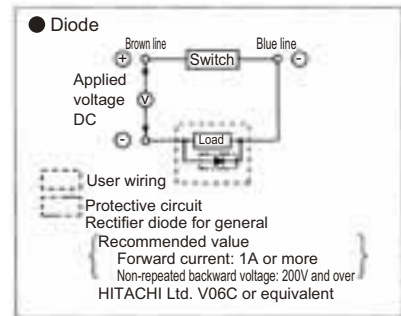 ● Diode
Brown line
Blue line
+
Switch
-
Applied
voltage
DC
V
-
Load
User wiring
Protective circuit
Rectifier diode for general
Recommended value
Forward current: 1A or more
Non-repeated backward voltage: 200V and over
HITACHI Ltd. V06C or equivalent